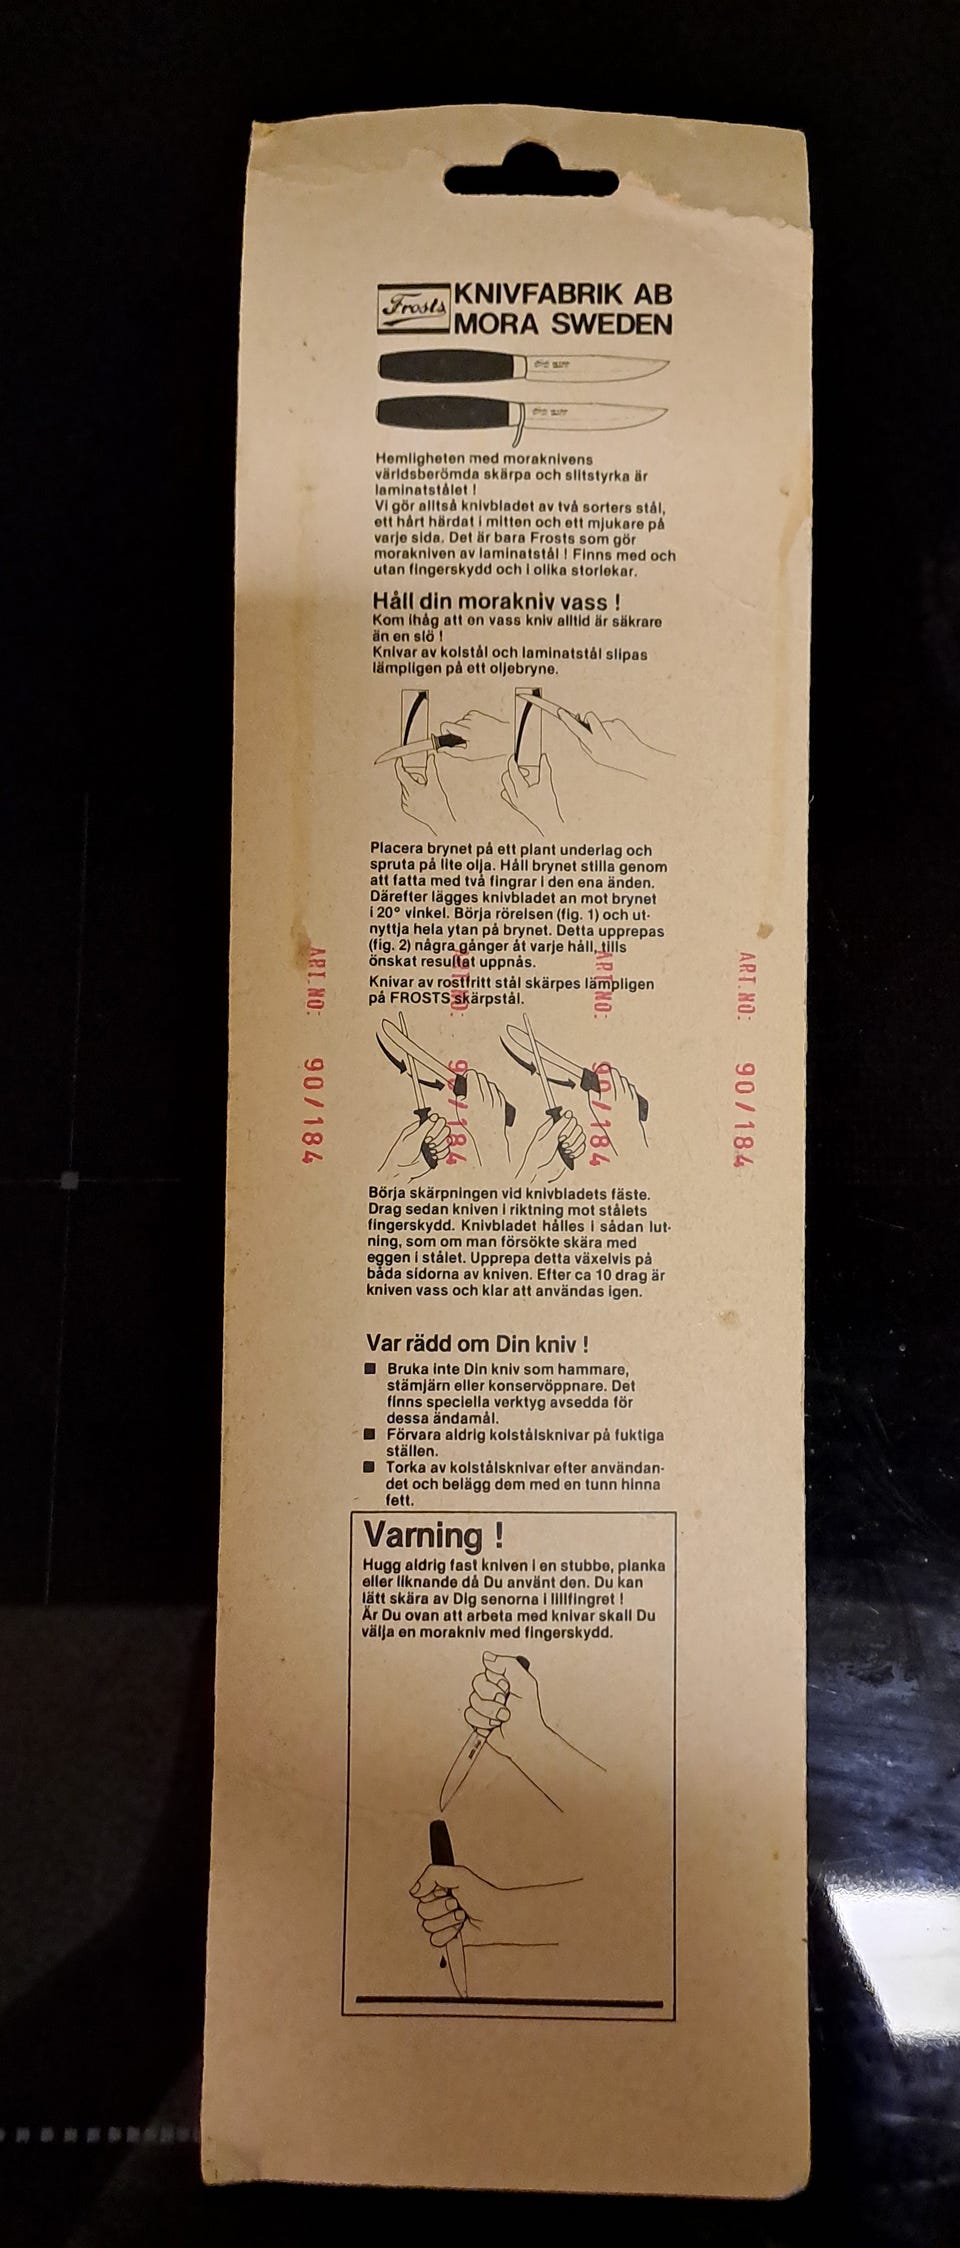 Frosts KNIVFABRIK AB
MORA SWEDEN
Hemligheten med moraknivens
världsberömda skärpa och slitstyrka är
laminatstålet !
Vi gör alltså knivbladet av två sorters stål,
ett hårt härdat i mitten och ett mjukare på
varje sida. Det är bara Frosts som gör
morakniven av laminatstål ! Finns med och
utan fingerskydd och i olika storlekar.
Håll din morakniv vass !
Kom ihåg att en vass kniv alltid är säkrare
än en slö !
Knivar av kolstål och laminatstål slipas
lämpligen på ett oljebryne.
Placera brynet på ett plant underlag och
spruta på lite olja. Håll brynet stilla genom
att fatta med två fingrar i den ena änden.
Därefter lägges knivbladet an mot brynet
i 20° vinkel. Börja rörelsen (fig. 1) och ut-
nyttja hela ytan på brynet. Detta upprepas
(fig. 2) några gånger åt varje håll, tills
önskat resultat uppnås.
Knivar av rostfritt stål skärpes lämpligen
på FROSTS skärpstål.
ART.NO: 90/184
ART.NO: 90/184
ART.NO: 90/184
ART.NO: 90/184
Börja skärpningen vid knivbladets fäste.
Drag sedan kniven i riktning mot stålets
fingerskydd. Knivbladet hålles i sådan lut-
ning, som om man försökte skära med
eggen i stålet. Upprepa detta växelvis på
båda sidorna av kniven. Efter ca 10 drag är
kniven vass och klar att användas igen.
Var rädd om Din kniv !
Bruka inte Din kniv som hammare,
stämjärn eller konservöppnare. Det
finns speciella verktyg avsedda för
dessa ändamål.
Förvara aldrig kolstålsknivar på fuktiga
ställen.
Torka av kolstålsknivar efter användan-
det och belägg dem med en tunn hinna
fett.
Varning !
Hugg aldrig fast kniven i en stubbe, planka
eller liknande då Du använt den. Du kan
lätt skära av Dig senorna i lillfingret !
Är Du ovan att arbeta med knivar skall Du
välja en morakniv med fingerskydd.